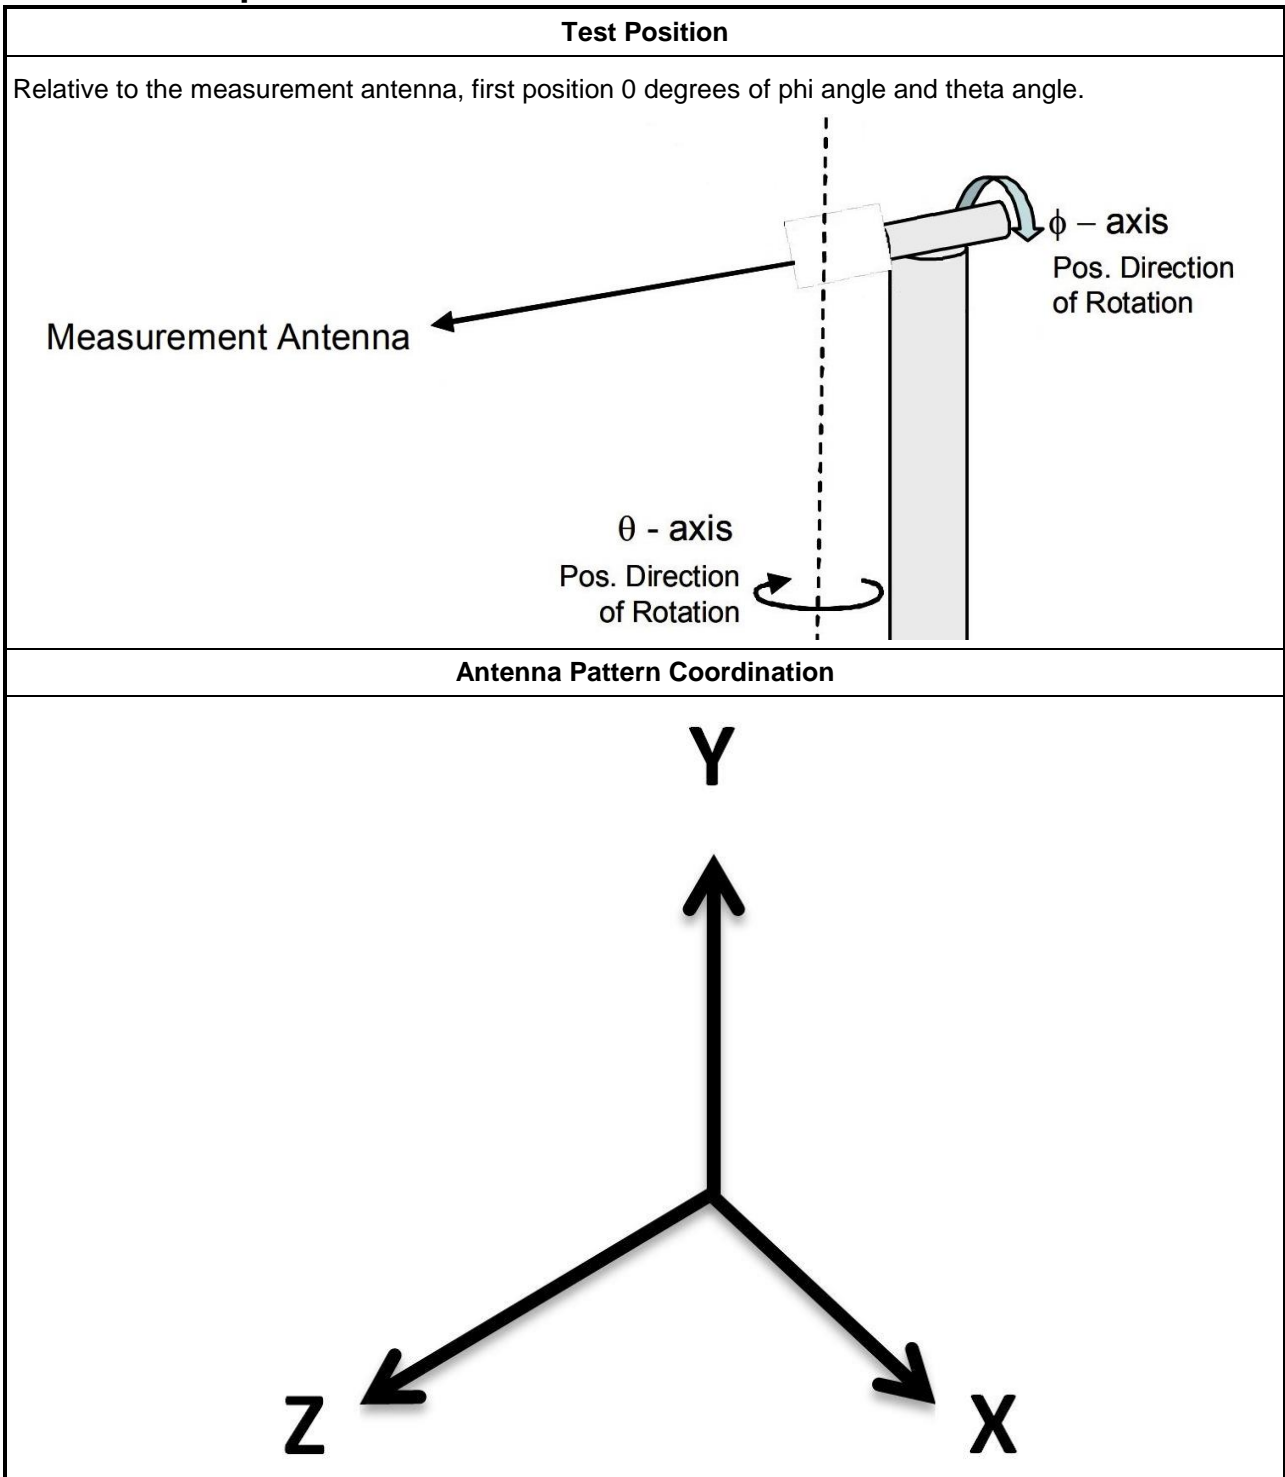 Test Position
Relative to the measurement antenna, first position 0 degrees of phi angle and theta angle.
ϕ – axis
Pos. Direction
of Rotation
Measurement Antenna
θ - axis
Pos. Direction
of Rotation
Antenna Pattern Coordination
Y
Z
X